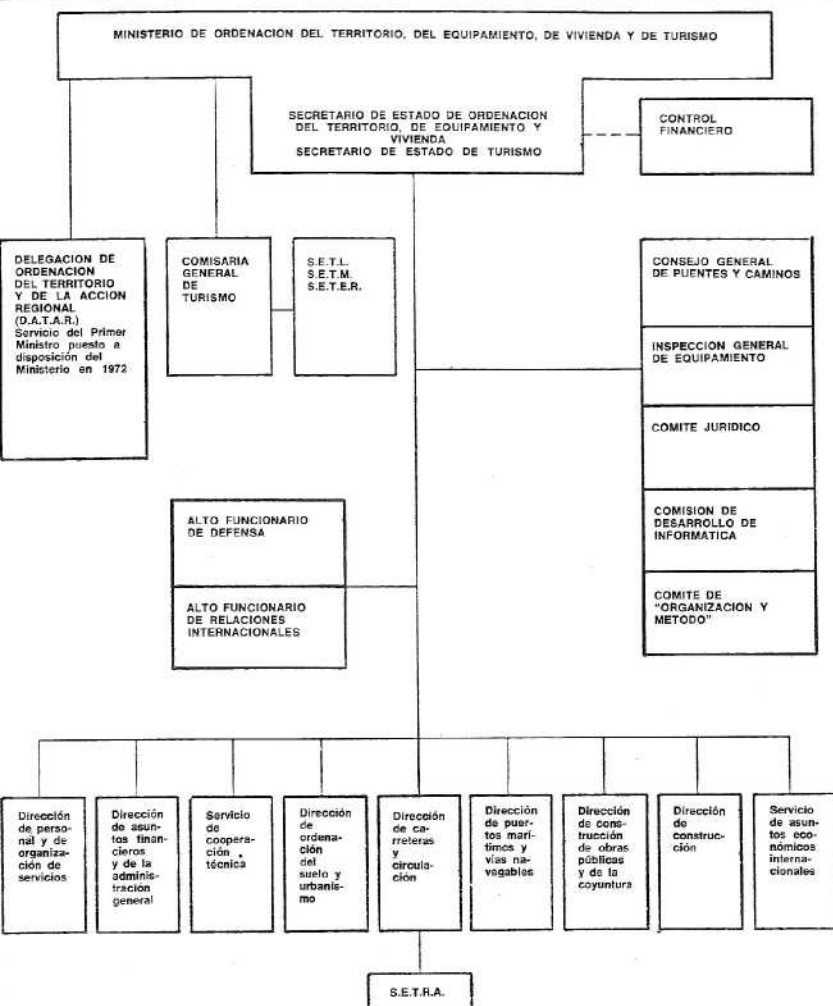 MINISTERIO DE ORDENACION DEL TERRITORIO, DEL EQUIPAMIENTO, DE VIVIENDA Y DE TURISMO
SECRETARIO DE ESTADO DE ORDENACION
DEL TERRITORIO, DE EQUIPAMIENTO Y
VIVIENDA
SECRETARIO DE ESTADO DE TURISMO
CONTROL
FINANCIERO
DELEGACION DE
ORDENACION
DEL TERRITORIO
Y DE LA ACCION
REGIONAL
(D.A.T.A.R.)
Servicio del Primer
Ministro puesto a
disposición del
Ministerio en 1972
COMISARIA
GENERAL
DE
TURISMO
S.E.T.L.
S.E.T.M.
S.E.T.E.R.
CONSEJO GENERAL
DE PUENTES Y CAMINOS
INSPECCION GENERAL
DE EQUIPAMIENTO
COMITE JURIDICO
COMISION DE
DESARROLLO DE
INFORMATICA
COMITE DE
"ORGANIZACION Y
METODO"
ALTO FUNCIONARIO
DE DEFENSA
ALTO FUNCIONARIO
DE RELACIONES
INTERNACIONALES
Dirección
de perso-
nal y de
organiza-
ción de
servicios
Dirección
de asun-
tos finan-
cieros
y de la
adminis-
tración
general
Servicio
de
coopera-
ción
técnica
Dirección
de
ordena-
ción
del
suelo y
urbanis-
mo
Dirección
de ca-
rreteras
y
circu-
lación
Dirección
de puer-
tos marí-
timos y
vías na-
vegables
Dirección
de cons-
trucción
de obras
públicas
y de la
coyuntura
Dirección
de
construc-
ción
Servicio
de asun-
tos eco-
nómicos
interna-
cionales
S.E.T.R.A.